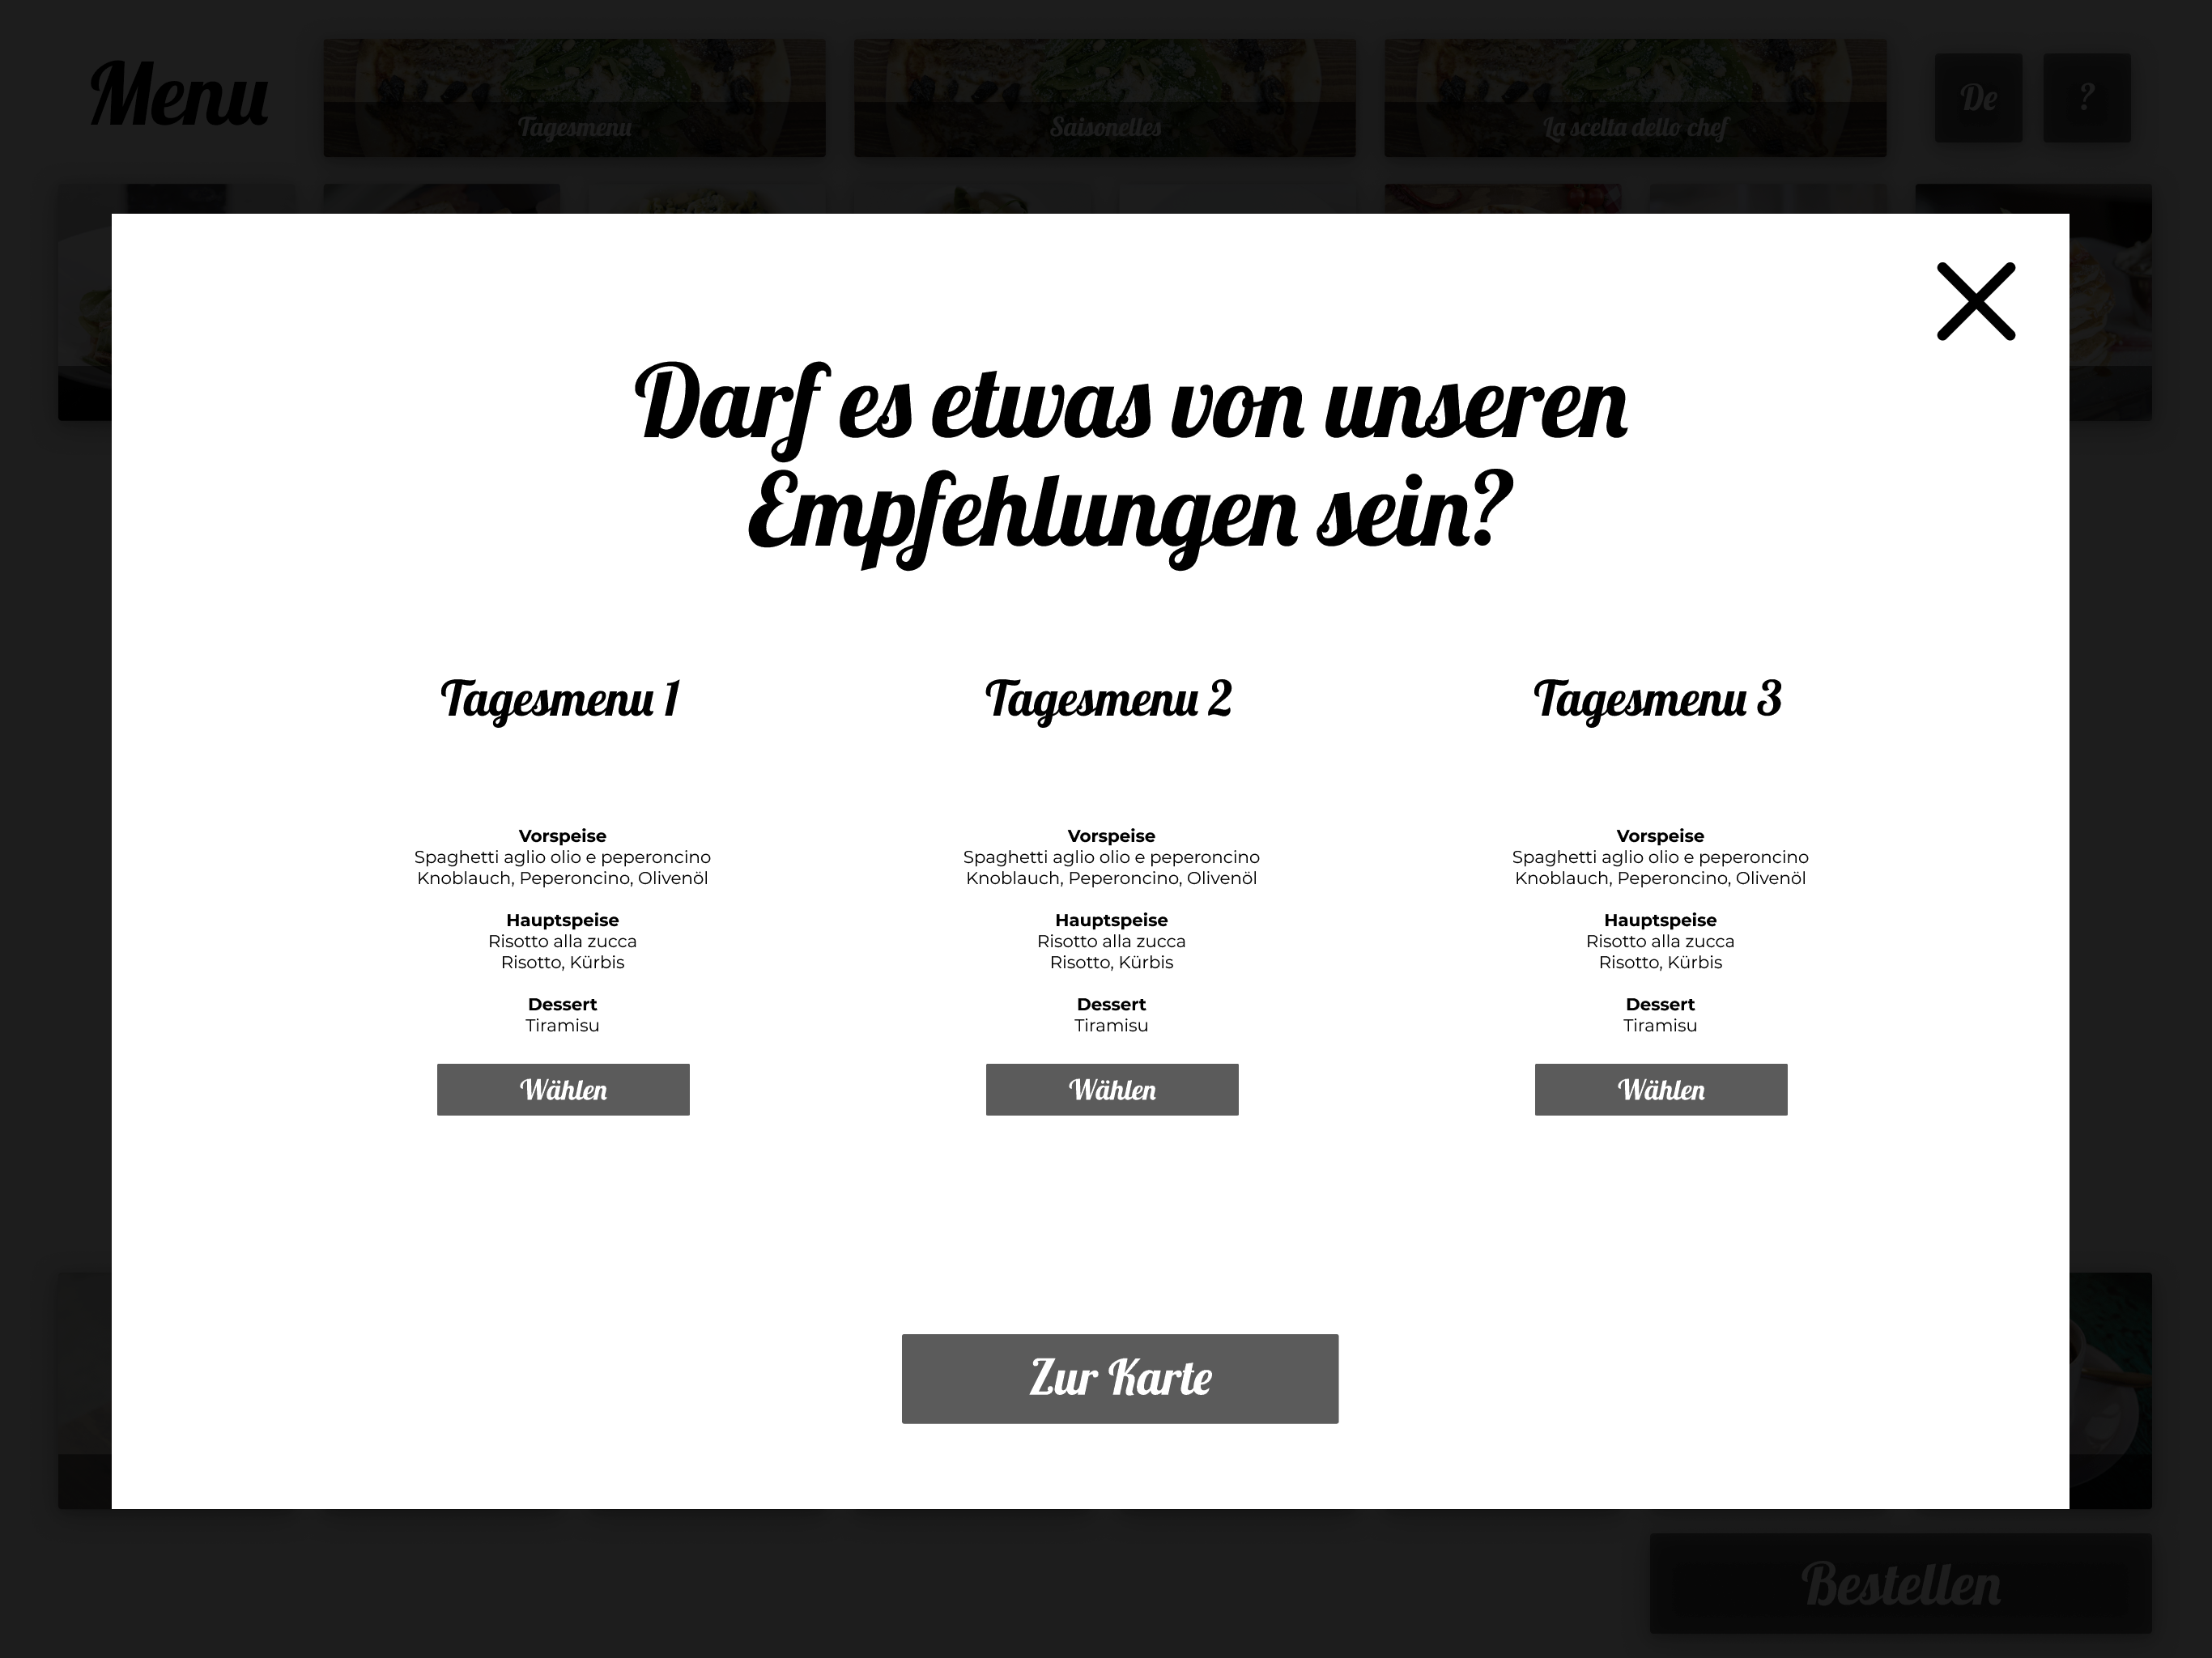 Menu
Tagesmenu
Saisonelles
La scelta dello chef
De
?
Darf es etwas von unseren
Empfehlungen sein?
Tagesmenu 1
Vorspeise
Spaghetti aglio olio e peperoncino
Knoblauch, Peperoncino, Olivenöl
Hauptspeise
Risotto alla zucca
Risotto, Kürbis
Dessert
Tiramisu
Wählen
Tagesmenu 2
Vorspeise
Spaghetti aglio olio e peperoncino
Knoblauch, Peperoncino, Olivenöl
Hauptspeise
Risotto alla zucca
Risotto, Kürbis
Dessert
Tiramisu
Wählen
Tagesmenu 3
Vorspeise
Spaghetti aglio olio e peperoncino
Knoblauch, Peperoncino, Olivenöl
Hauptspeise
Risotto alla zucca
Risotto, Kürbis
Dessert
Tiramisu
Wählen
Zur Karte
Bestellen